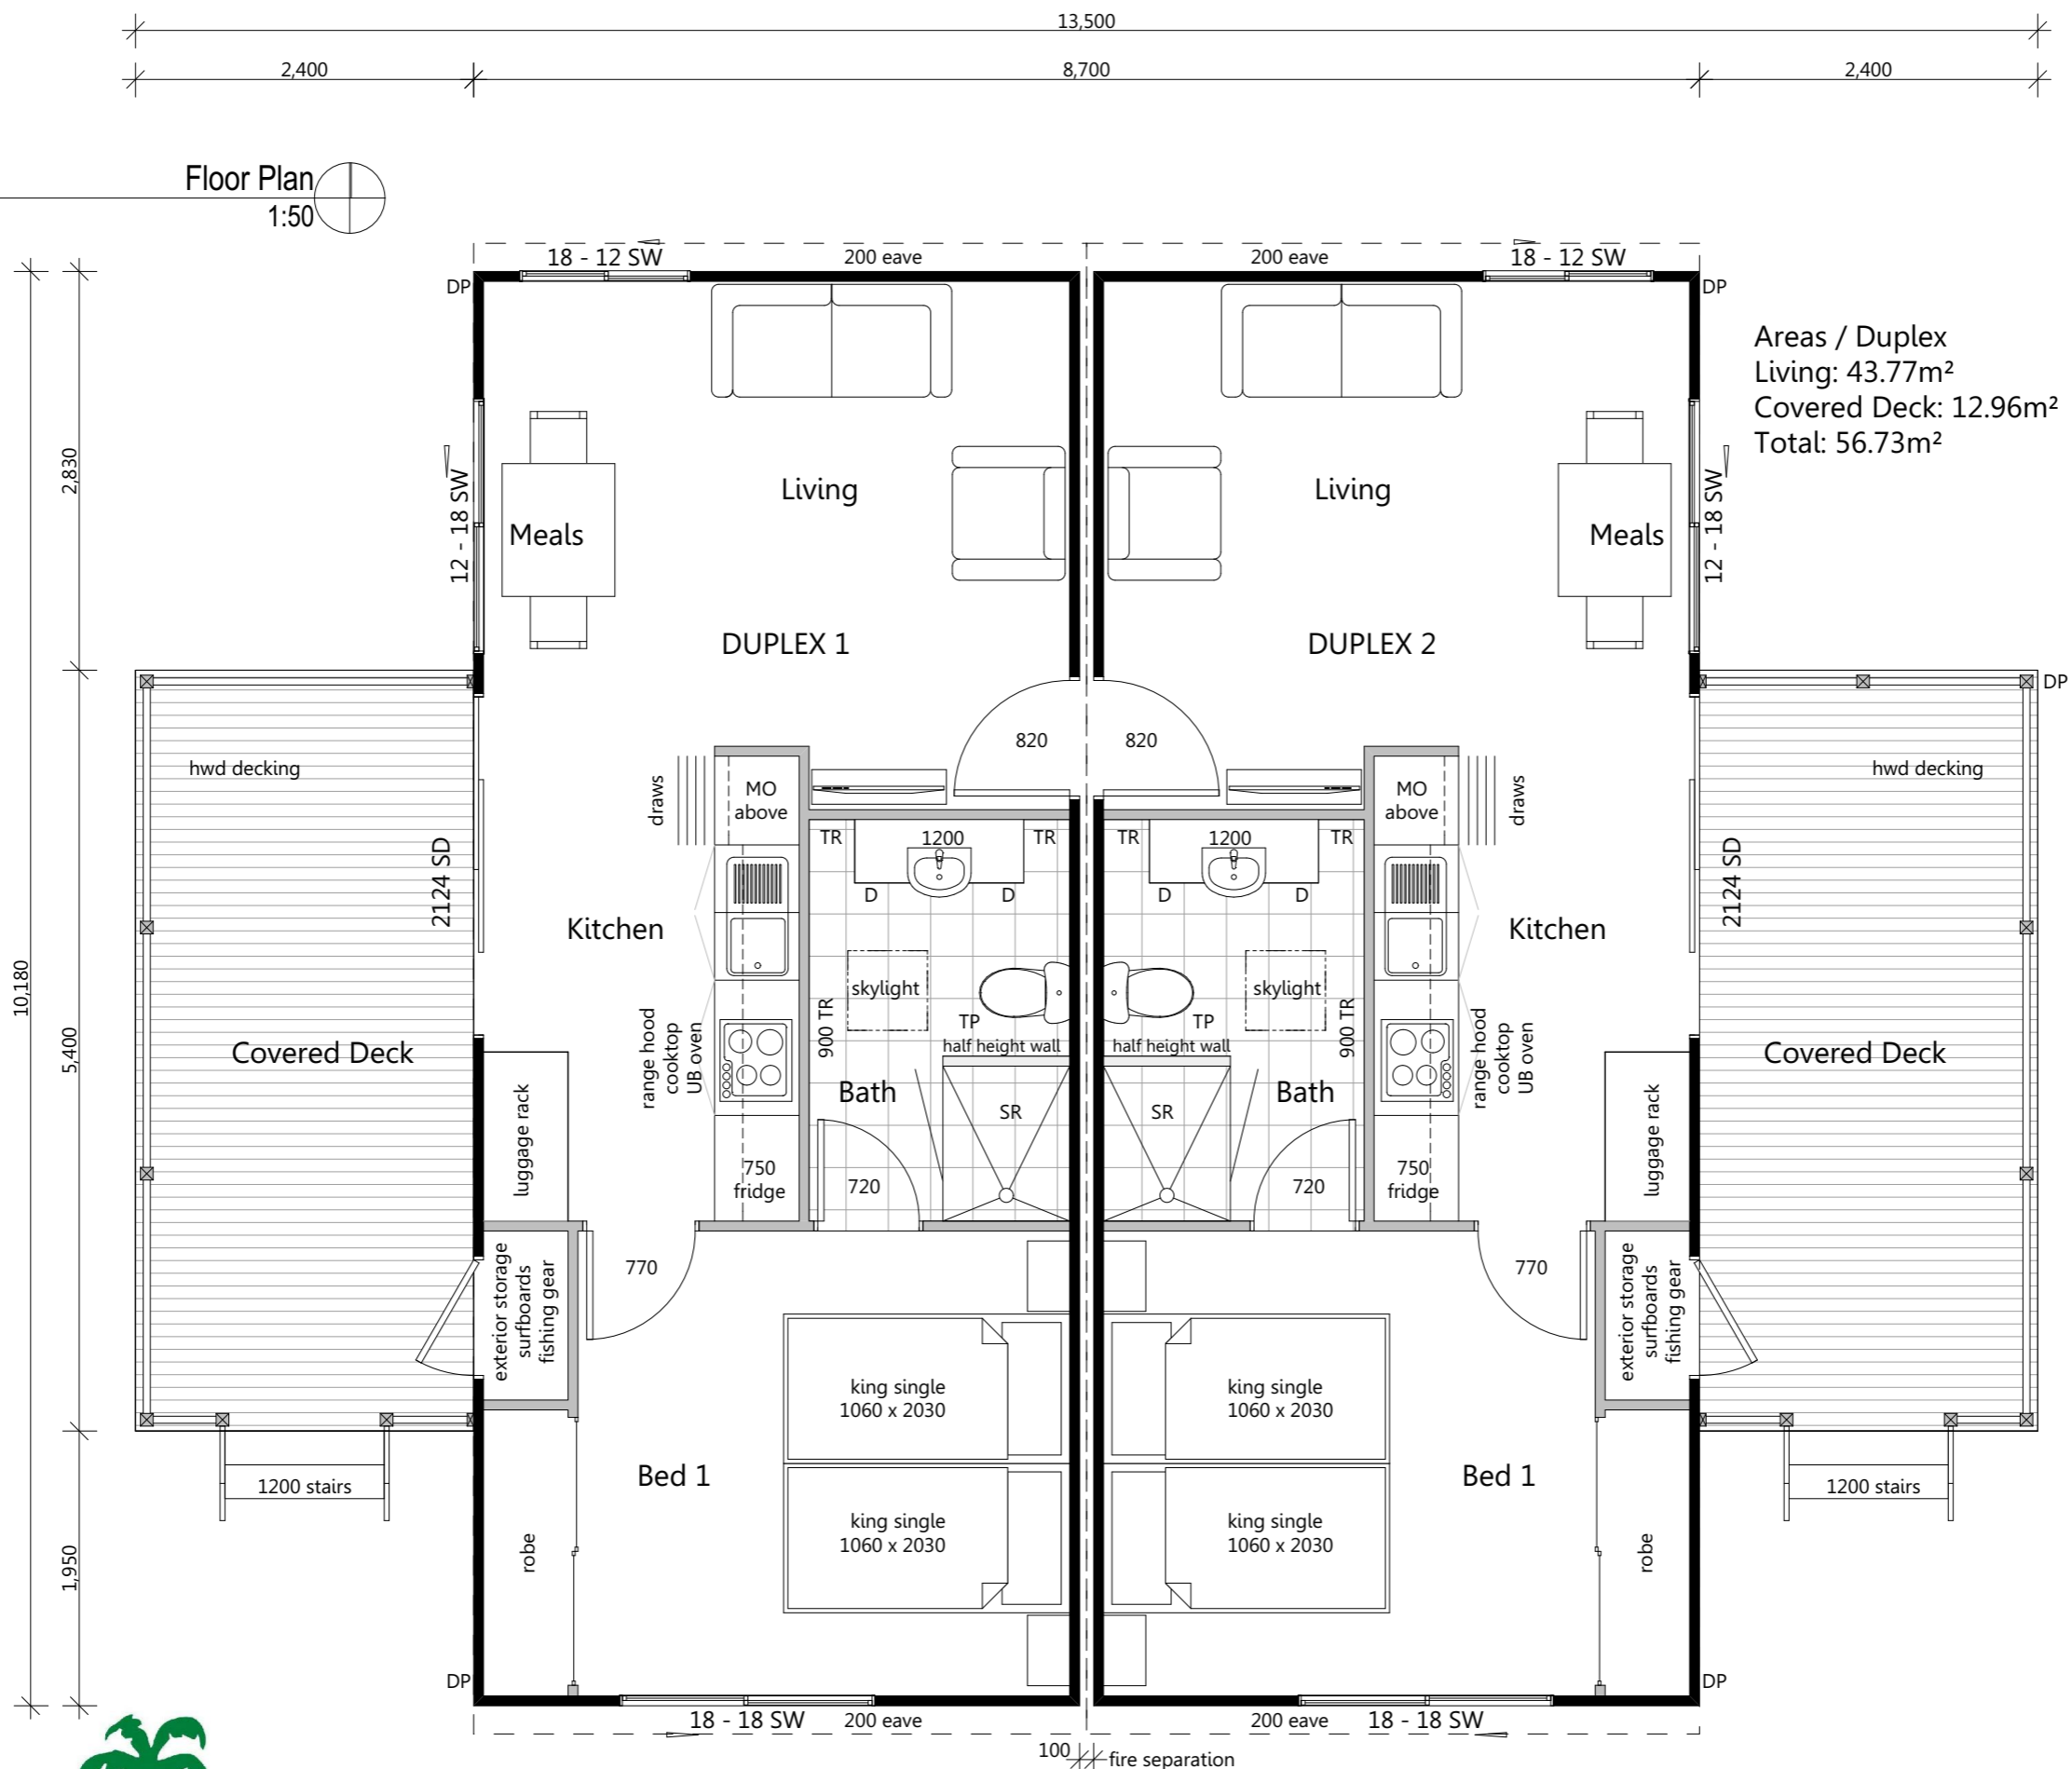 13,500
2,400
8,700
2,400
Floor Plan
1:50
18 - 12 SW
200 eave
200 eave
18 - 12 SW
DP
DP
Areas / Duplex
Living: 43.77m²
Covered Deck: 12.96m²
Total: 56.73m²
2,830
12 - 18 SW
Meals
Living
Living
Meals
12 - 18 SW
DUPLEX 1
DUPLEX 2
DP
820
820
hwd decking
hwd decking
draws
MO
above
MO
above
draws
TR
1200
TR
TR
1200
TR
D
D
D
D
2124 SD
2124 SD
Kitchen
Kitchen
10,180
5,400
skylight
skylight
900 TR
TP
TP
900 TR
half height wall
half height wall
Covered Deck
Covered Deck
range hood
cooktop
UB oven
range hood
cooktop
UB oven
Bath
Bath
SR
SR
luggage rack
luggage rack
750
fridge
720
720
750
fridge
exterior storage
surfboards
fishing gear
770
770
exterior storage
surfboards
fishing gear
king single
1060 x 2030
king single
1060 x 2030
Bed 1
Bed 1
1200 stairs
1200 stairs
king single
1060 x 2030
king single
1060 x 2030
robe
robe
1,950
DP
DP
18 - 18 SW
200 eave
200 eave
18 - 18 SW
100
fire separation